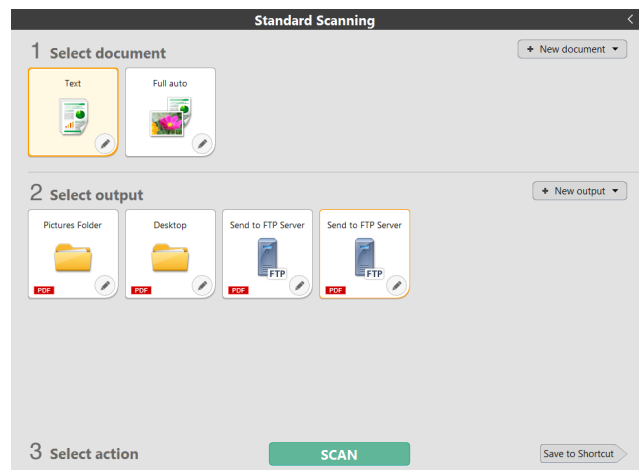 Standard Scanning
1 Select document
+ New document
Text
Full auto
2 Select output
+ New output
Pictures Folder
Desktop
Send to FTP Server
Send to FTP Server
FTP
FTP
PDF
PDF
PDF
PDF
3 Select action
SCAN
Save to Shortcut